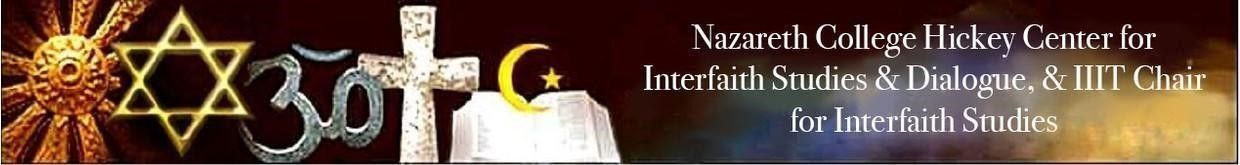 Nazareth College Hickey Center for
Interfaith Studies & Dialogue, & IIIT Chair
for Interfaith Studies